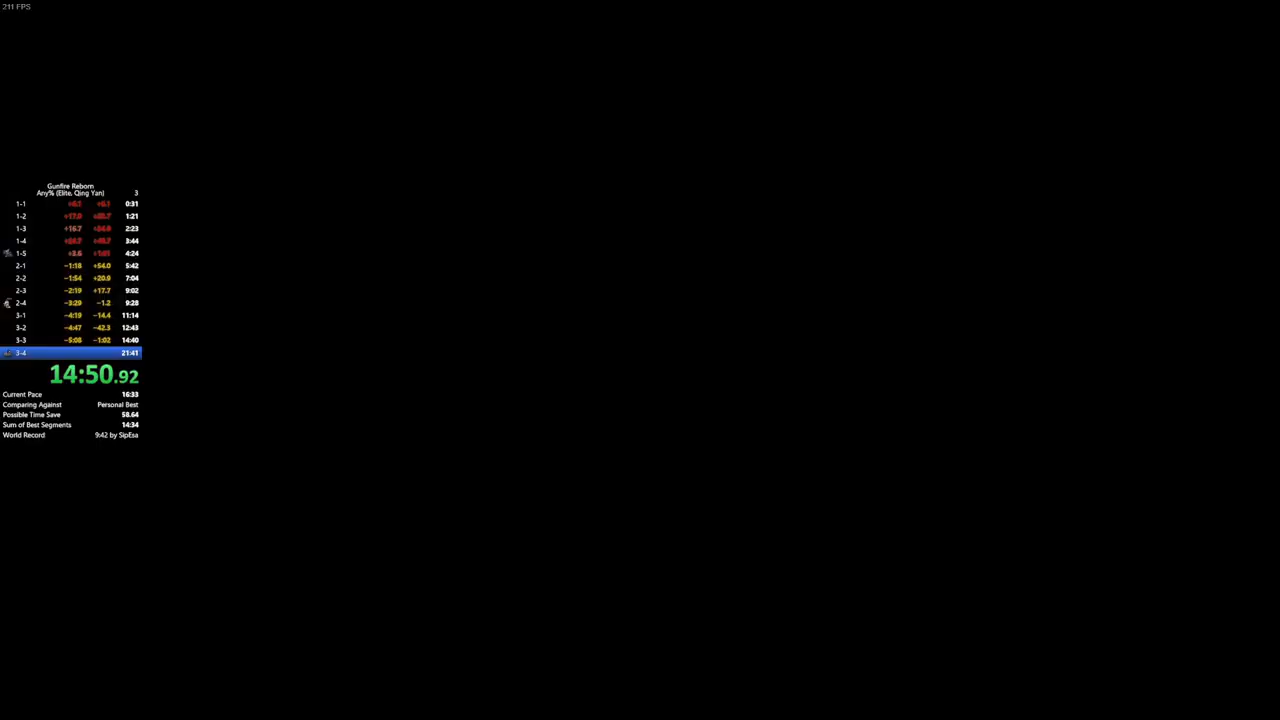 211 FPS
Gunfire Reborn
Any% (Elite, Qing Yan) 3
1-1 0:31
1-2 1:21
1-3 +16.7 2:23
1-4 3:44
1-5 +3.6 4:24
2-1 −1:18 +54.0 5:42
2-2 −1:54 +20.9 7:04
2-3 −2:19 +17.7 9:02
2-4 −3:29 −1.2 9:28
3-1 −4:19 −14.4 11:14
3-2 −4:47 −42.3 12:43
3-3 −5:08 −1:02 14:40
3-4 21:41
14:50.92
Current Pace 16:33
Comparing Against Personal Best
Possible Time Save 58.64
Sum of Best Segments 14:34
World Record 9:42 by SipEsa